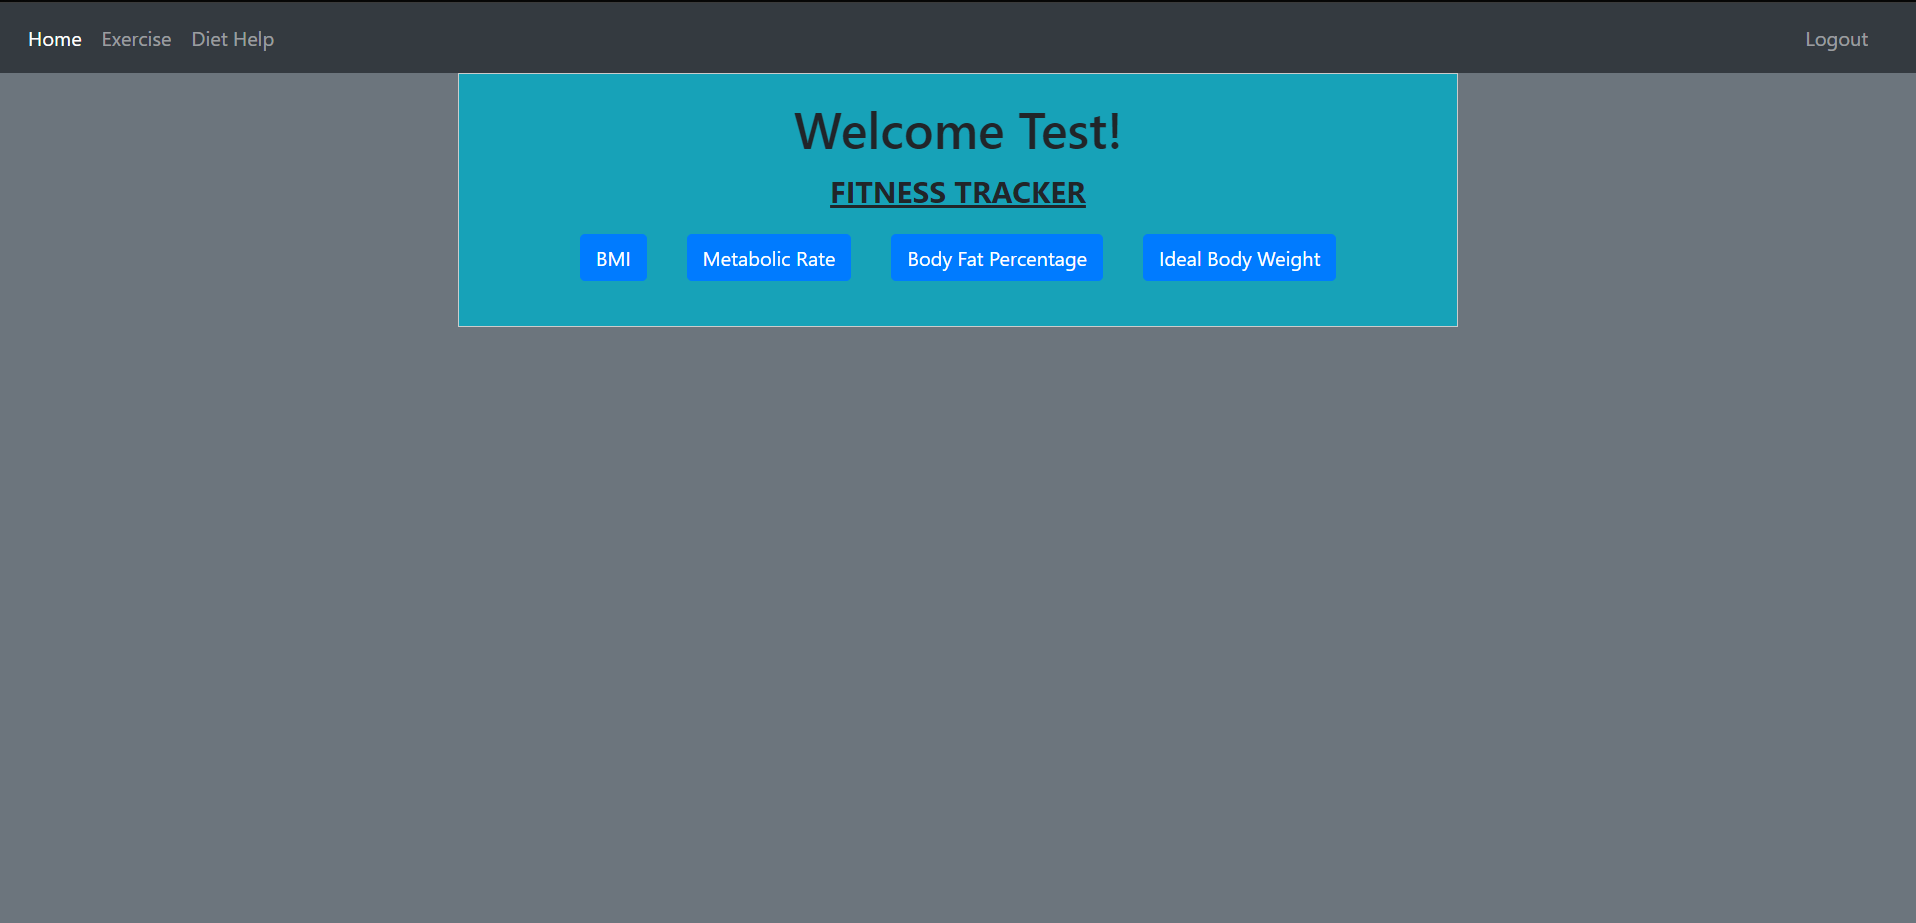 Home Exercise Diet Help Logout
Welcome Test!
FITNESS TRACKER
BMI Metabolic Rate Body Fat Percentage Ideal Body Weight